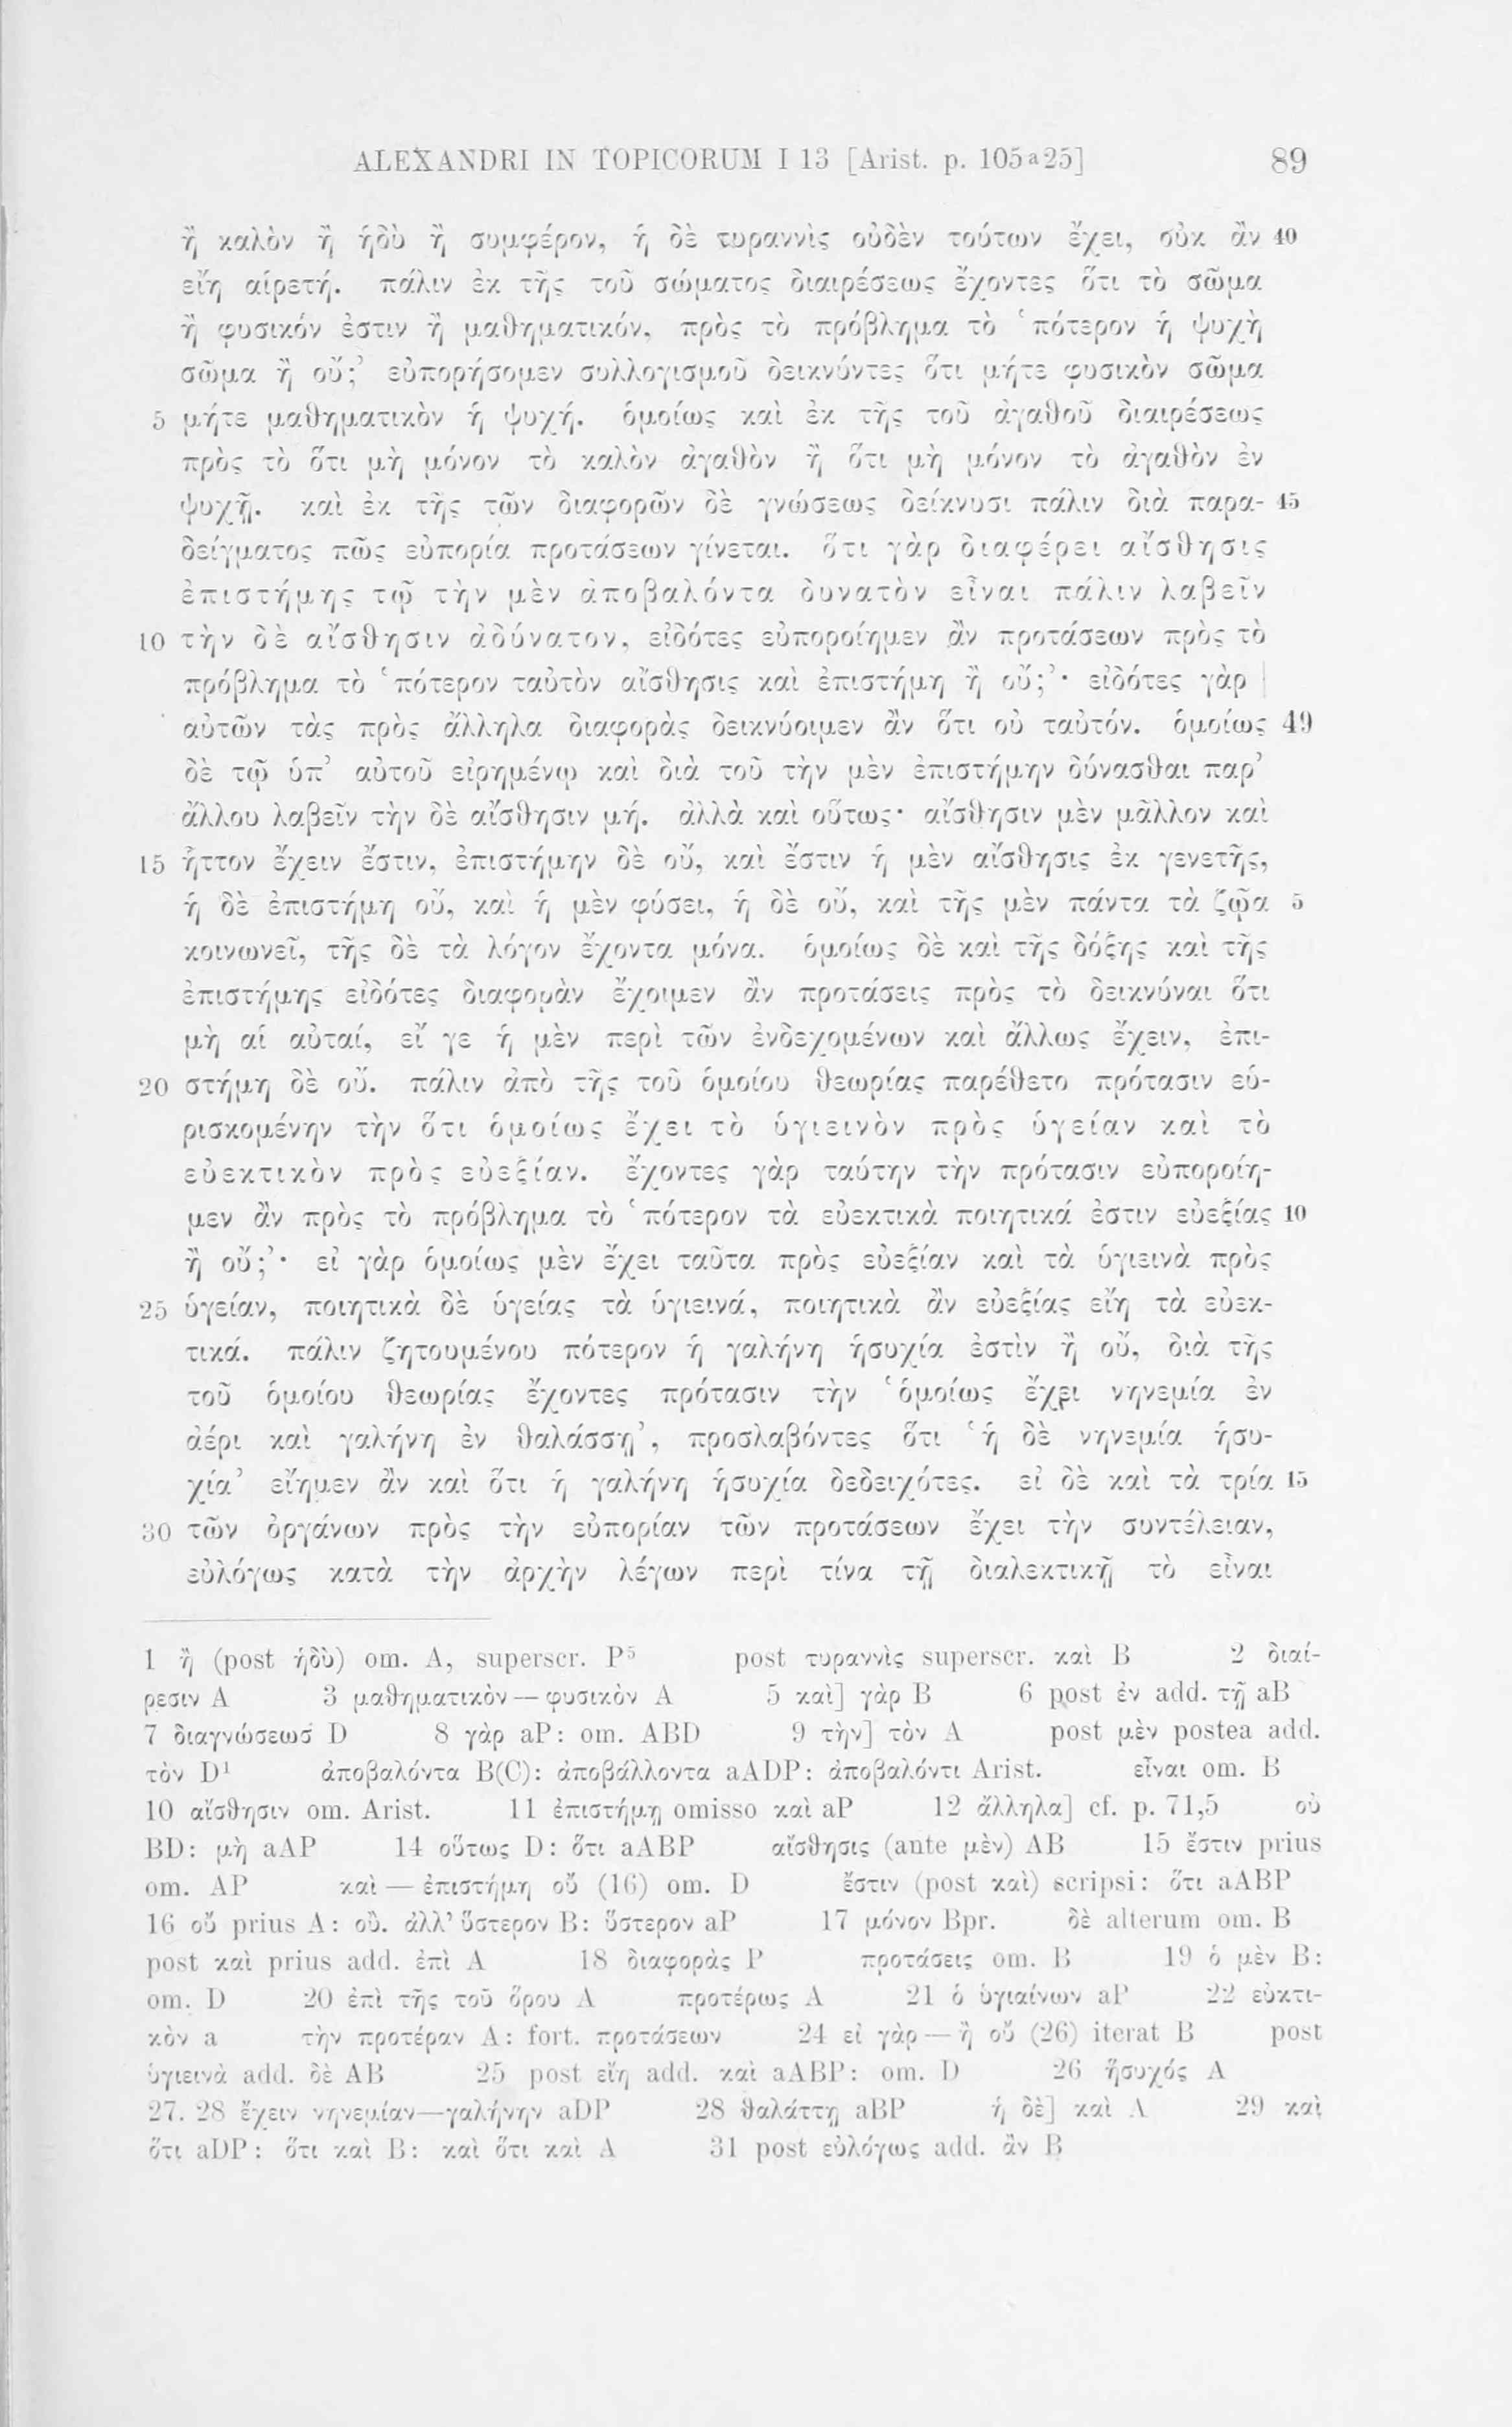 ALEXANDRI IN TOPICORUM I 13 [Arist. p. 105a25] 89
ἢ καλὸν ἢ ἡδὺ ἢ συμφέρον, ἡ δὲ τυραννὶς οὐδὲν τούτων ἔχει, οὐκ ἂν 40
εἴη αἱρετή. πάλιν ἐκ τῆς τοῦ σώματος διαιρέσεως ἔχοντες ὅτι τὸ σῶμα
ἢ φυσικόν ἐστιν ἢ μαθηματικόν, πρὸς τὸ πρόβλημα τὸ ‘πότερον ἡ ψυχὴ
σῶμα ἢ οὔ;’ εὐπορήσομεν συλλογισμοῦ δεικνύντες ὅτι μήτε φυσικὸν σῶμα
5 μήτε μαθηματικὸν ἡ ψυχή. ὁμοίως καὶ ἐκ τῆς τοῦ ἀγαθοῦ διαιρέσεως
πρὸς τὸ ὅτι μὴ μόνον τὸ καλὸν ἀγαθὸν ἢ ὅτι μὴ μόνον τὸ ἀγαθὸν ἐν
ψυχῇ. καὶ ἐκ τῆς τῶν διαφορῶν δὲ γνώσεως δείκνυσι πάλιν διὰ παρα- 45
δείγματος πῶς εὐπορία προτάσεων γίνεται. ὅτι γὰρ διαφέρει αἴσθησις
ἐπιστήμης τῷ τὴν μὲν ἀποβαλόντα δυνατὸν εἶναι πάλιν λαβεῖν
10 τὴν δὲ αἴσθησιν ἀδύνατον, εἰδότες εὐποροίημεν ἂν προτάσεων πρὸς τὸ
πρόβλημα τὸ ‘πότερον ταὐτὸν αἴσθησις καὶ ἐπιστήμη ἢ οὔ;’· εἰδότες γὰρ |
αὐτῶν τὰς πρὸς ἄλληλα διαφορὰς δεικνύοιμεν ἂν ὅτι οὐ ταὐτόν. ὁμοίως 49
δὲ τῷ ὑπ’ αὐτοῦ εἰρημένῳ καὶ διὰ τοῦ τὴν μὲν ἐπιστήμην δύνασθαι παρ’
ἄλλου λαβεῖν τὴν δὲ αἴσθησιν μή. ἀλλὰ καὶ οὕτως· αἴσθησιν μὲν μᾶλλον καὶ
15 ἧττον ἔχειν ἔστιν, ἐπιστήμην δὲ οὔ, καὶ ἔστιν ἡ μὲν αἴσθησις ἐκ γενετῆς,
ἡ δὲ ἐπιστήμη οὔ, καὶ ἡ μὲν φύσει, ἡ δὲ οὔ, καὶ τῆς μὲν πάντα τὰ ζῷα 5
κοινωνεῖ, τῆς δὲ τὰ λόγον ἔχοντα μόνα. ὁμοίως δὲ καὶ τῆς δόξης καὶ τῆς
ἐπιστήμης εἰδότες διαφορὰν ἔχοιμεν ἂν προτάσεις πρὸς τὸ δεικνύναι ὅτι
μὴ αἱ αὐταί, εἴ γε ἡ μὲν περὶ τῶν ἐνδεχομένων καὶ ἄλλως ἔχειν, ἐπι-
20 στήμη δὲ οὔ. πάλιν ἀπὸ τῆς τοῦ ὁμοίου θεωρίας παρέθετο πρότασιν εὑ-
ρισκομένην τὴν ὅτι ὁμοίως ἔχει τὸ ὑγιεινὸν πρὸς ὑγείαν καὶ τὸ
εὐεκτικὸν πρὸς εὐεξίαν. ἔχοντες γὰρ ταύτην τὴν πρότασιν εὐποροίη-
μεν ἂν πρὸς τὸ πρόβλημα τὸ ‘πότερον τὰ εὐεκτικὰ ποιητικά ἐστιν εὐεξίας 10
ἢ οὔ;’· εἰ γὰρ ὁμοίως μὲν ἔχει ταῦτα πρὸς εὐεξίαν καὶ τὰ ὑγιεινὰ πρὸς
25 ὑγείαν, ποιητικὰ δὲ ὑγείας τὰ ὑγιεινά, ποιητικὰ ἂν εὐεξίας εἴη τὰ εὐεκ-
τικά. πάλιν ζητουμένου πότερον ἡ γαλήνη ἡσυχία ἐστὶν ἢ οὔ, διὰ τῆς
τοῦ ὁμοίου θεωρίας ἔχοντες πρότασιν τὴν ‘ὁμοίως ἔχει νηνεμία ἐν
ἀέρι καὶ γαλήνη ἐν θαλάσσῃ’, προσλαβόντες ὅτι ‘ἡ δὲ νηνεμία ἡσυ-
χία’ εἴημεν ἂν καὶ ὅτι ἡ γαλήνη ἡσυχία δεδειχότες. εἰ δὲ καὶ τὰ τρία 15
30 τῶν ὀργάνων πρὸς τὴν εὐπορίαν τῶν προτάσεων ἔχει τὴν συντέλειαν,
εὐλόγως κατὰ τὴν ἀρχὴν λέγων περὶ τίνα τῇ διαλεκτικῇ τὸ εἶναι
1 ἢ (post ἡδὺ) om. A, superscr. P⁵ post τυραννὶς superscr. καὶ B 2 διαί-
ρεσιν A 3 μαθηματικὸν — φυσικὸν A 5 καὶ] γὰρ B 6 post ἐν add. τῇ aB
7 διαγνώσεως D 8 γὰρ aP: om. ABD 9 τὴν] τὸν A post μὲν postea add.
τὸν D¹ ἀποβαλόντα B(C): ἀποβάλλοντα aADP: ἀποβαλόντι Arist. εἶναι om. B
10 αἴσθησιν om. Arist. 11 ἐπιστήμῃ omisso καὶ aP 12 ἄλληλα] cf. p. 71,5 οὐ
BD: μὴ aAP 14 οὕτως D: ὅτι aABP αἴσθησις (ante μὲν) AB 15 ἔστιν prius
om. AP καὶ — ἐπιστήμη οὔ (16) om. D ἔστιν (post καὶ) scripsi: ὅτι aABP
16 οὔ prius A: οὒ. ἀλλ’ ὕστερον B: ὕστερον aP 17 μόνον Bpr. δὲ alterum om. B
post καὶ prius add. ἐπὶ A 18 διαφορὰς P προτάσεις om. B 19 ὁ μὲν B:
om. D 20 ἐπὶ τῆς τοῦ ὅρου A προτέρως A 21 ὁ ὑγιαίνων aP 22 εὐκτι-
κὸν a τὴν προτέραν A: fort. προτάσεων 24 εἰ γὰρ — ἢ οὔ (26) iterat B post
ὑγιεινὰ add. δὲ AB 25 post εἴη add. καὶ aABP: om. D 26 ἥσυχός A
27. 28 ἔχειν νηνεμίαν—γαλήνην aDP 28 θαλάττῃ aBP ἡ δὲ] καὶ A 29 καὶ
ὅτι aDP: ὅτι καὶ B: καὶ ὅτι καὶ A 31 post εὐλόγως add. ἂν B